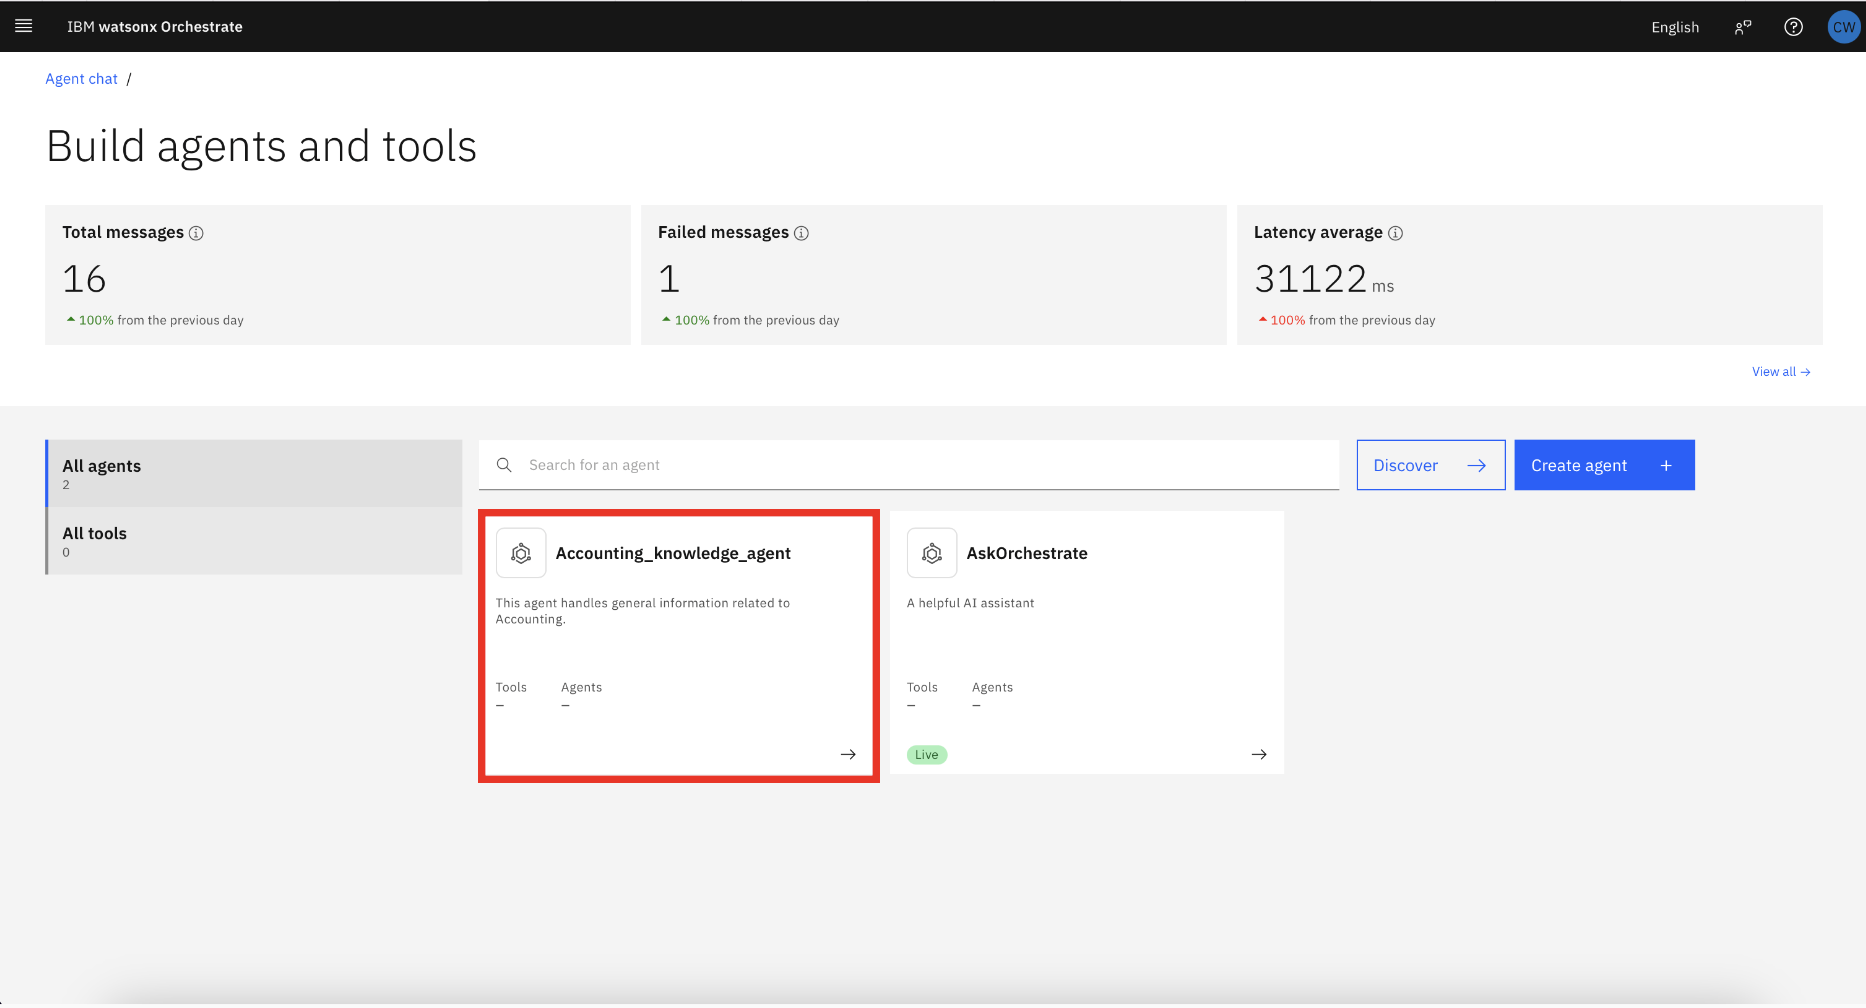 IBM watsonx Orchestrate
English
CW
Agent chat /
Build agents and tools
Total messages
16
100% from the previous day
Failed messages
1
100% from the previous day
Latency average
31122 ms
100% from the previous day
View all →
All agents
2
All tools
0
Search for an agent
Discover →
Create agent +
Accounting_knowledge_agent
This agent handles general information related to
Accounting.
Tools Agents
– –
AskOrchestrate
A helpful AI assistant
Tools Agents
– –
Live